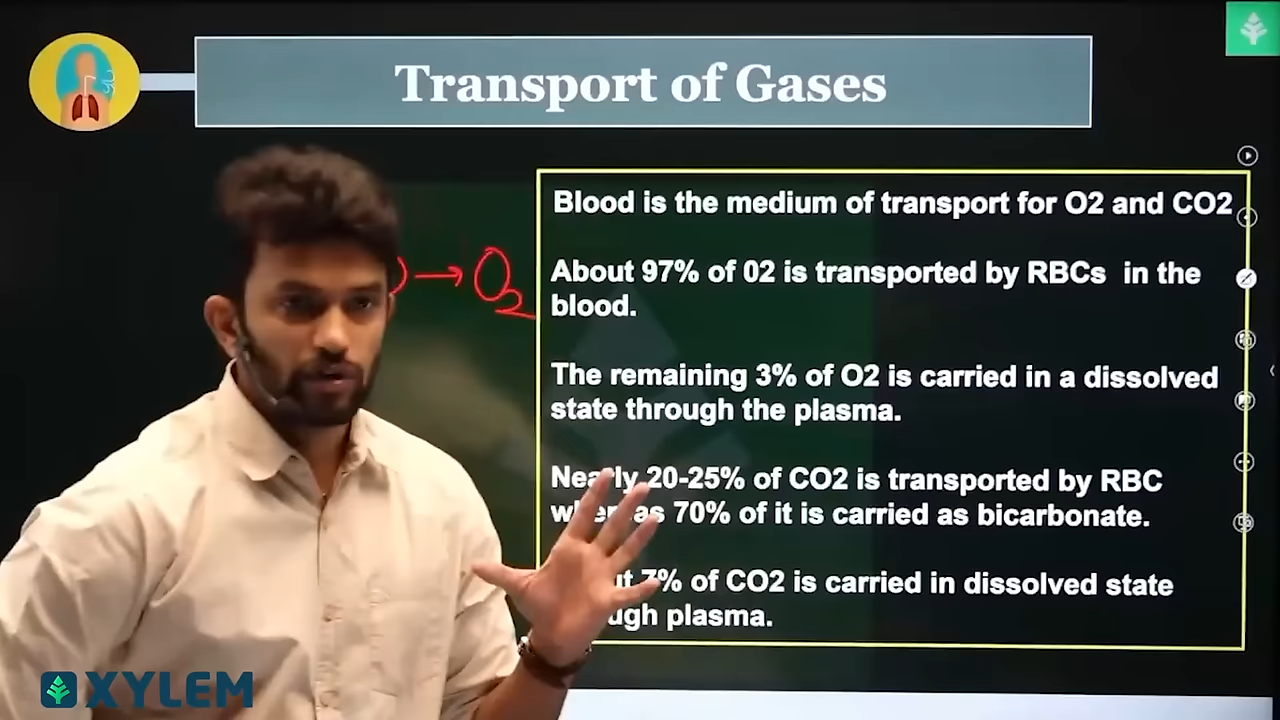 Transport of Gases
Blood is the medium of transport for O2 and CO2
→ O2
About 97% of 02 is transported by RBCs in the
blood.
The remaining 3% of O2 is carried in a dissolved
state through the plasma.
Nearly 20-25% of CO2 is transported by RBC
whereas 70% of it is carried as bicarbonate.
7% of CO2 is carried in dissolved state
plasma.
XYLEM